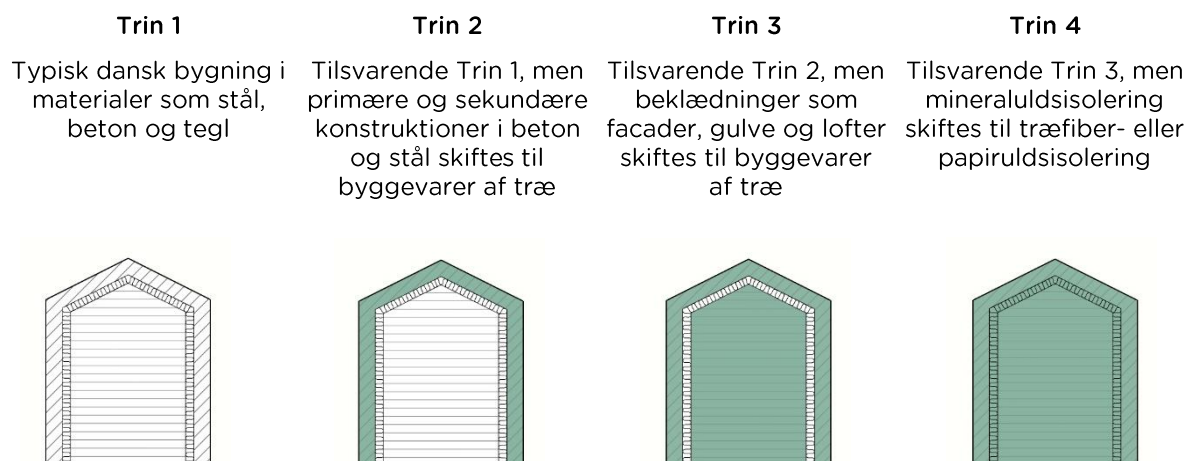 Trin 1
Typisk dansk bygning i
materialer som stål,
beton og tegl
Trin 2
Tilsvarende Trin 1, men
primære og sekundære
konstruktioner i beton
og stål skiftes til
byggevarer af træ
Trin 3
Tilsvarende Trin 2, men
beklædninger som
facader, gulve og lofter
skiftes til byggevarer
af træ
Trin 4
Tilsvarende Trin 3, men
mineraluldsisolering
skiftes til træfiber- eller
papiruldsisolering